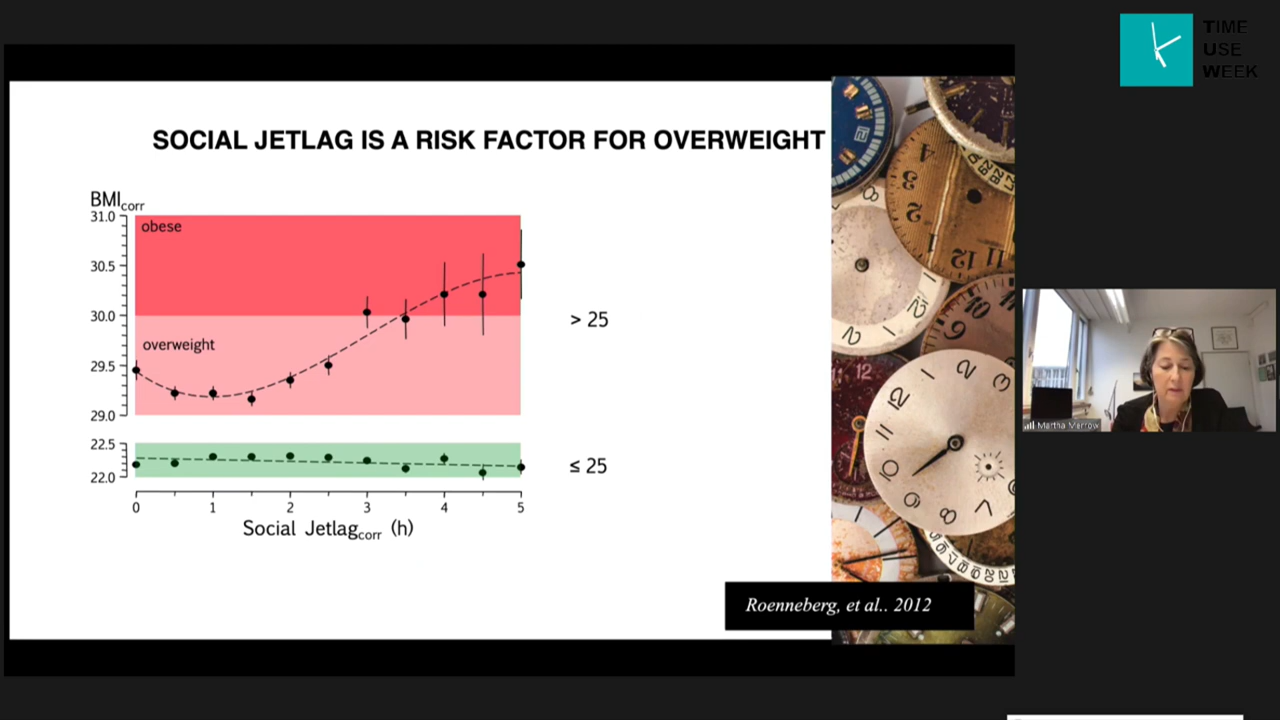 TIME
USE
WEEK
SOCIAL JETLAG IS A RISK FACTOR FOR OVERWEIGHT
BMIcorr
31.0
obese
30.5
30.0
> 25
overweight
29.5
29.0
22.5
≤ 25
22.0
0 1 2 3 4 5
Social Jetlagcorr (h)
Roenneberg, et al.. 2012
Martha Merrow